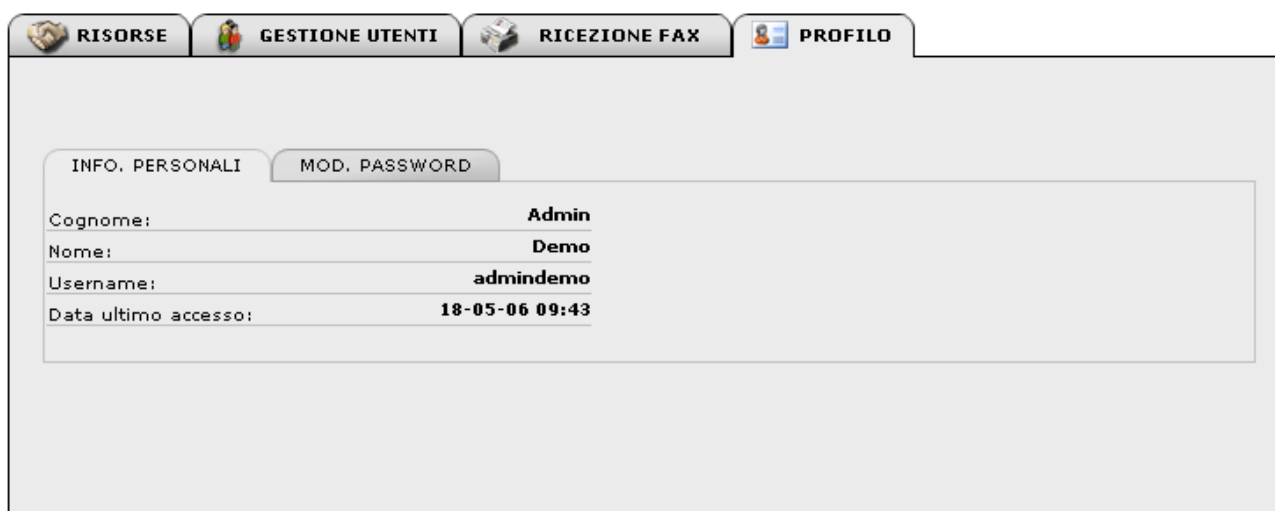 RISORSE GESTIONE UTENTI RICEZIONE FAX PROFILO
INFO. PERSONALI MOD. PASSWORD
Cognome: Admin
Nome: Demo
Username: admindemo
Data ultimo accesso: 18-05-06 09:43